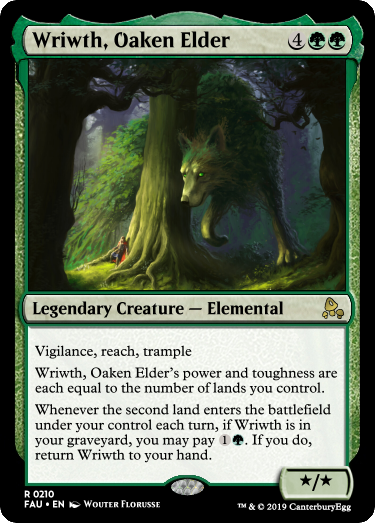 Wriwth, Oaken Elder 4
Legendary Creature — Elemental
Vigilance, reach, trample
Wriwth, Oaken Elder's power and toughness are
each equal to the number of lands you control.
Whenever the second land enters the battlefield
under your control each turn, if Wriwth is in
your graveyard, you may pay 1. If you do,
return Wriwth to your hand.
*/*
R 0210
FAU • EN Wouter Florusse
™ & © 2019 CanterburyEgg